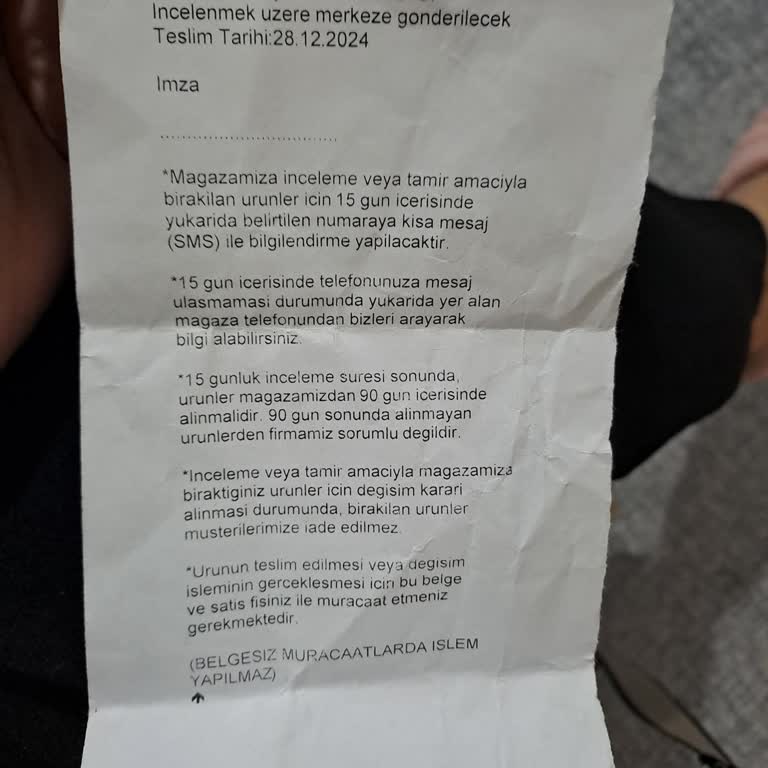 Incelenmek uzere merkeze gonderilecek
Teslim Tarihi:28.12.2024
Imza
.................................
*Magazamiza inceleme veya tamir amaciyla
birakilan urunler icin 15 gun icerisinde
yukarida belirtilen numaraya kisa mesaj
(SMS) ile bilgilendirme yapilacaktir.
*15 gun icerisinde telefonunuza mesaj
ulasmamasi durumunda yukarida yer alan
magaza telefonundan bizleri arayarak
bilgi alabilirsiniz.
*15 gunluk inceleme suresi sonunda,
urunler magazamizdan 90 gun icerisinde
alinmalidir. 90 gun sonunda alinmayan
urunlerden firmamiz sorumlu degildir.
*Inceleme veya tamir amaciyla magazamiza
biraktiginiz urunler icin degisim karari
alinmasi durumunda, birakilan urunler
musterilerimize iade edilmez.
*Urunun teslim edilmesi veya degisim
isleminin gerceklesmesi icin bu belge
ve satis fisiniz ile muracaat etmeniz
gerekmektedir.
(BELGESIZ MURACAATLARDA ISLEM
YAPILMAZ)